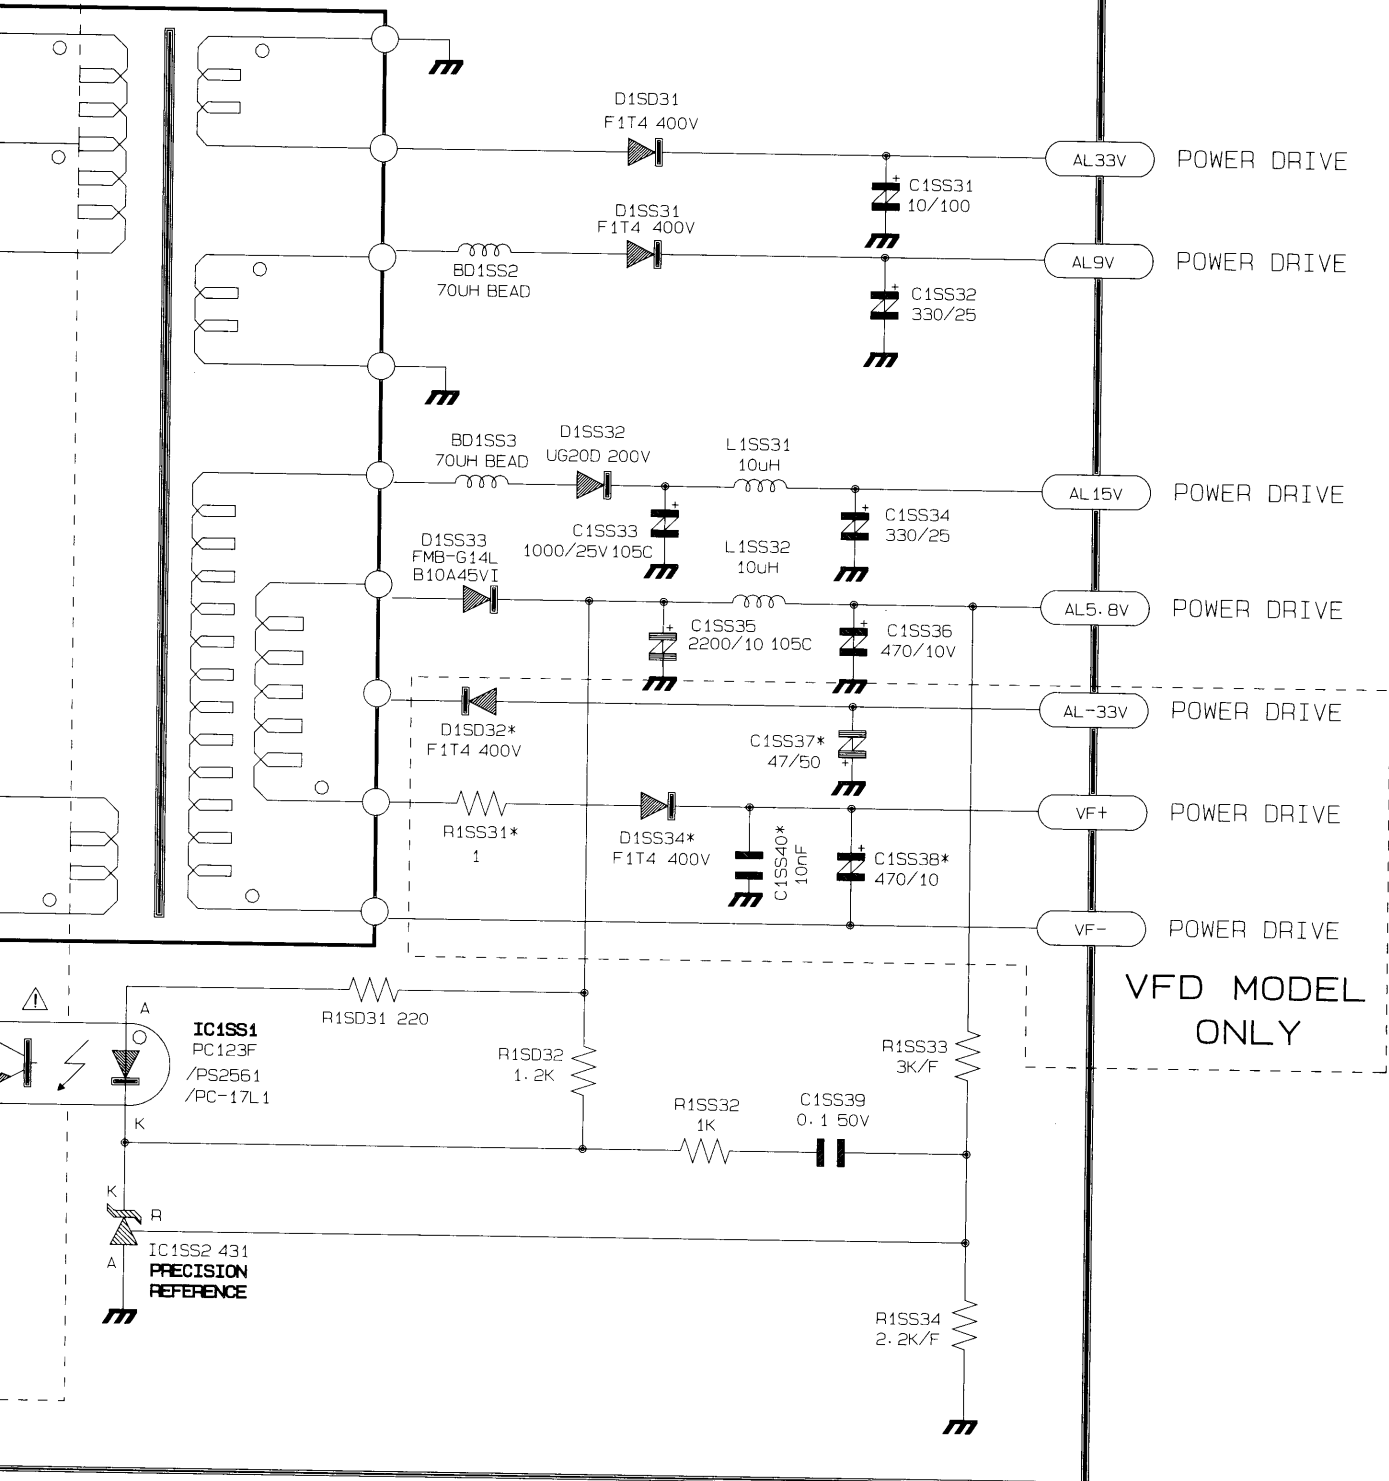 D1SD31
F1T4 400V
AL33V
POWER DRIVE
+
C1SS31
10/100
D1SS31
F1T4 400V
BD1SS2
70UH BEAD
AL9V
POWER DRIVE
+
C1SS32
330/25
BD1SS3
70UH BEAD
D1SS32
UG20D 200V
L1SS31
10uH
AL15V
POWER DRIVE
+
C1SS33
1000/25V 105C
+
C1SS34
330/25
D1SS33
FMB-G14L
B10A45VI
L1SS32
10uH
AL5.8V
POWER DRIVE
+
C1SS35
2200/10 105C
+
C1SS36
470/10V
D1SD32*
F1T4 400V
AL-33V
POWER DRIVE
C1SS37*
47/50
+
R1SS31*
1
D1SS34*
F1T4 400V
VF+
POWER DRIVE
C1SS40*
10nF
+
C1SS38*
470/10
VF-
POWER DRIVE
VFD MODEL
ONLY
A
R1SD31 220
IC1SS1
PC123F
/PS2561
/PC-17L1
K
R1SD32
1.2K
R1SS33
3K/F
R1SS32
1K
C1SS39
0.1 50V
K
R
A
IC1SS2 431
PRECISION
REFERENCE
R1SS34
2.2K/F